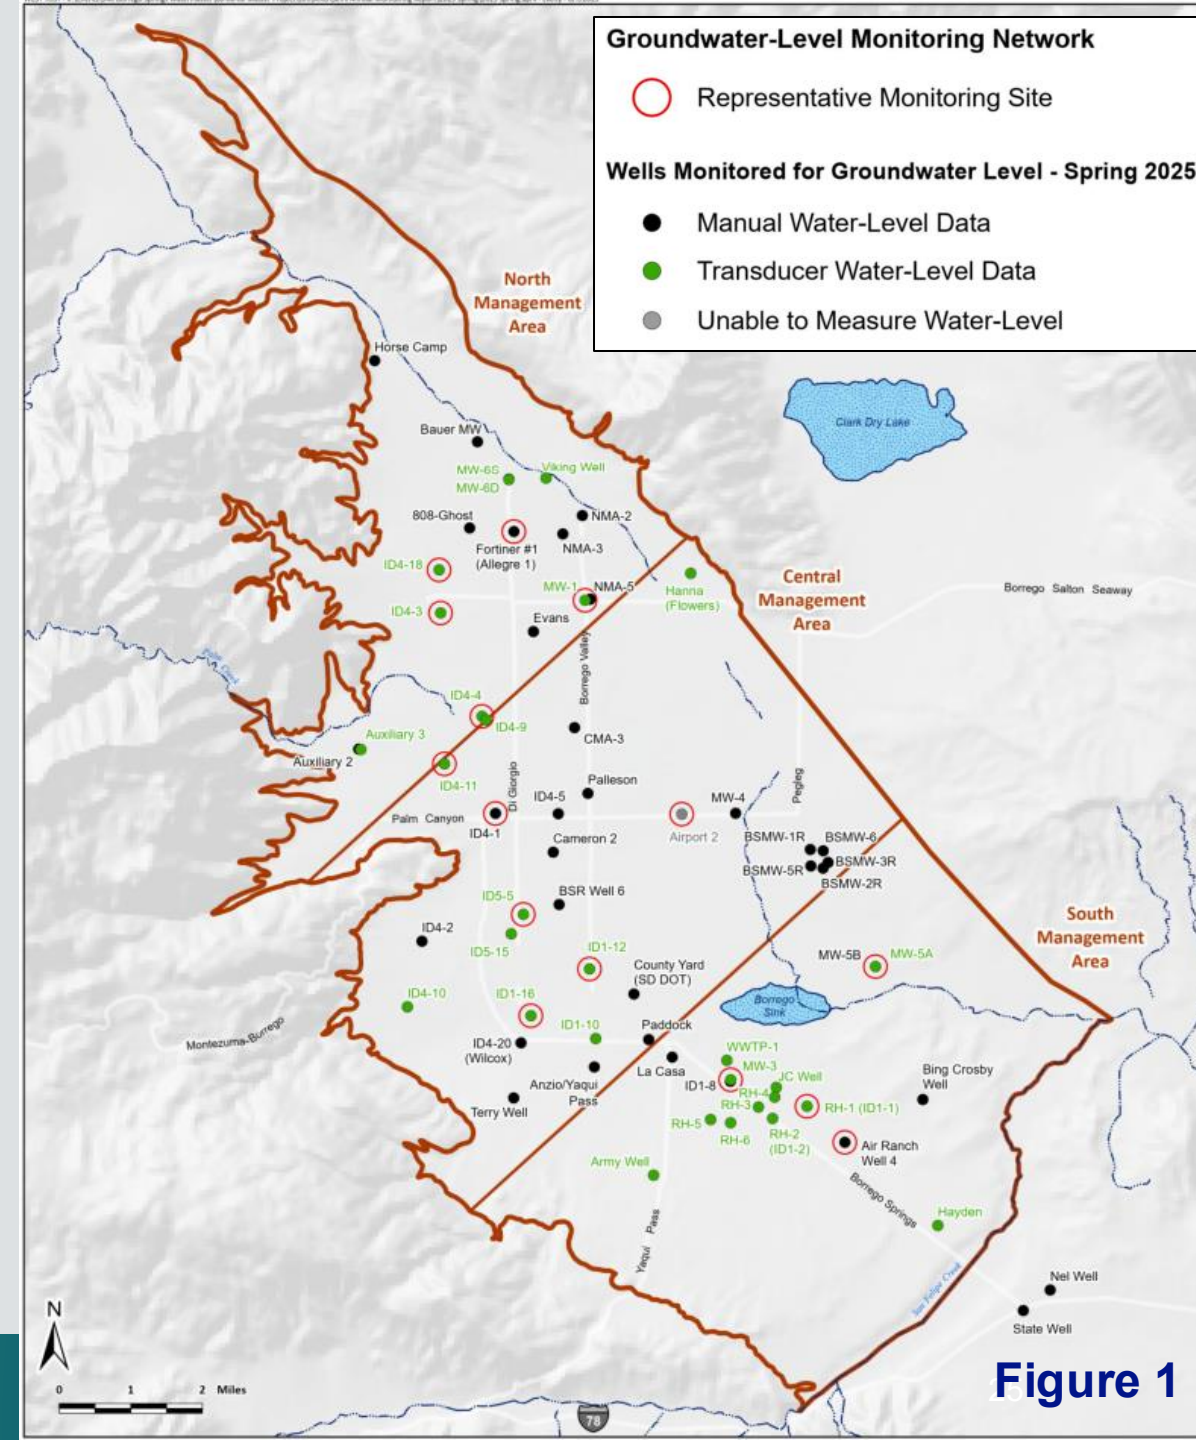 Groundwater-Level Monitoring Network
Representative Monitoring Site
Wells Monitored for Groundwater Level - Spring 2025
Manual Water-Level Data
Transducer Water-Level Data
Unable to Measure Water-Level
North
Management
Area
Horse Camp
Clark Dry Lake
Bauer MW
MW-6S
MW-6D
Viking Well
808-Ghost
NMA-2
Fortiner #1
(Allegre 1)
NMA-3
ID4-18
MW-1
NMA-5
Hanna
(Flowers)
Central
Management
Area
Borrego Salton Seaway
ID4-3
Evans
Borrego Valley
Palm Creek
ID4-4
ID4-9
Auxiliary 3
Auxiliary 2
CMA-3
ID4-11
Di Giorgio
Palleson
Pegleg
ID4-5
MW-4
Palm Canyon
ID4-1
Airport 2
Cameron 2
BSMW-1R
BSMW-6
BSMW-3R
BSMW-5R
BSMW-2R
ID5-5
BSR Well 6
ID4-2
ID5-15
ID1-12
South
Management
Area
MW-5B
MW-5A
County Yard
(SD DOT)
ID4-10
ID1-16
Borrego
Sink
Montezuma-Borrego
ID1-10
Paddock
ID4-20
(Wilcox)
La Casa
WWTP-1
MW-3
JC Well
ID1-8
RH-4
RH-3
RH-1 (ID1-1)
Bing Crosby
Well
Anzio/Yaqui
Pass
Terry Well
RH-5
RH-6
RH-2
(ID1-2)
Air Ranch
Well 4
Army Well
Borrego Springs
Hayden
Yaqui Pass
San Felipe Creek
Nel Well
State Well
N
0 1 2 Miles
78
Figure 1